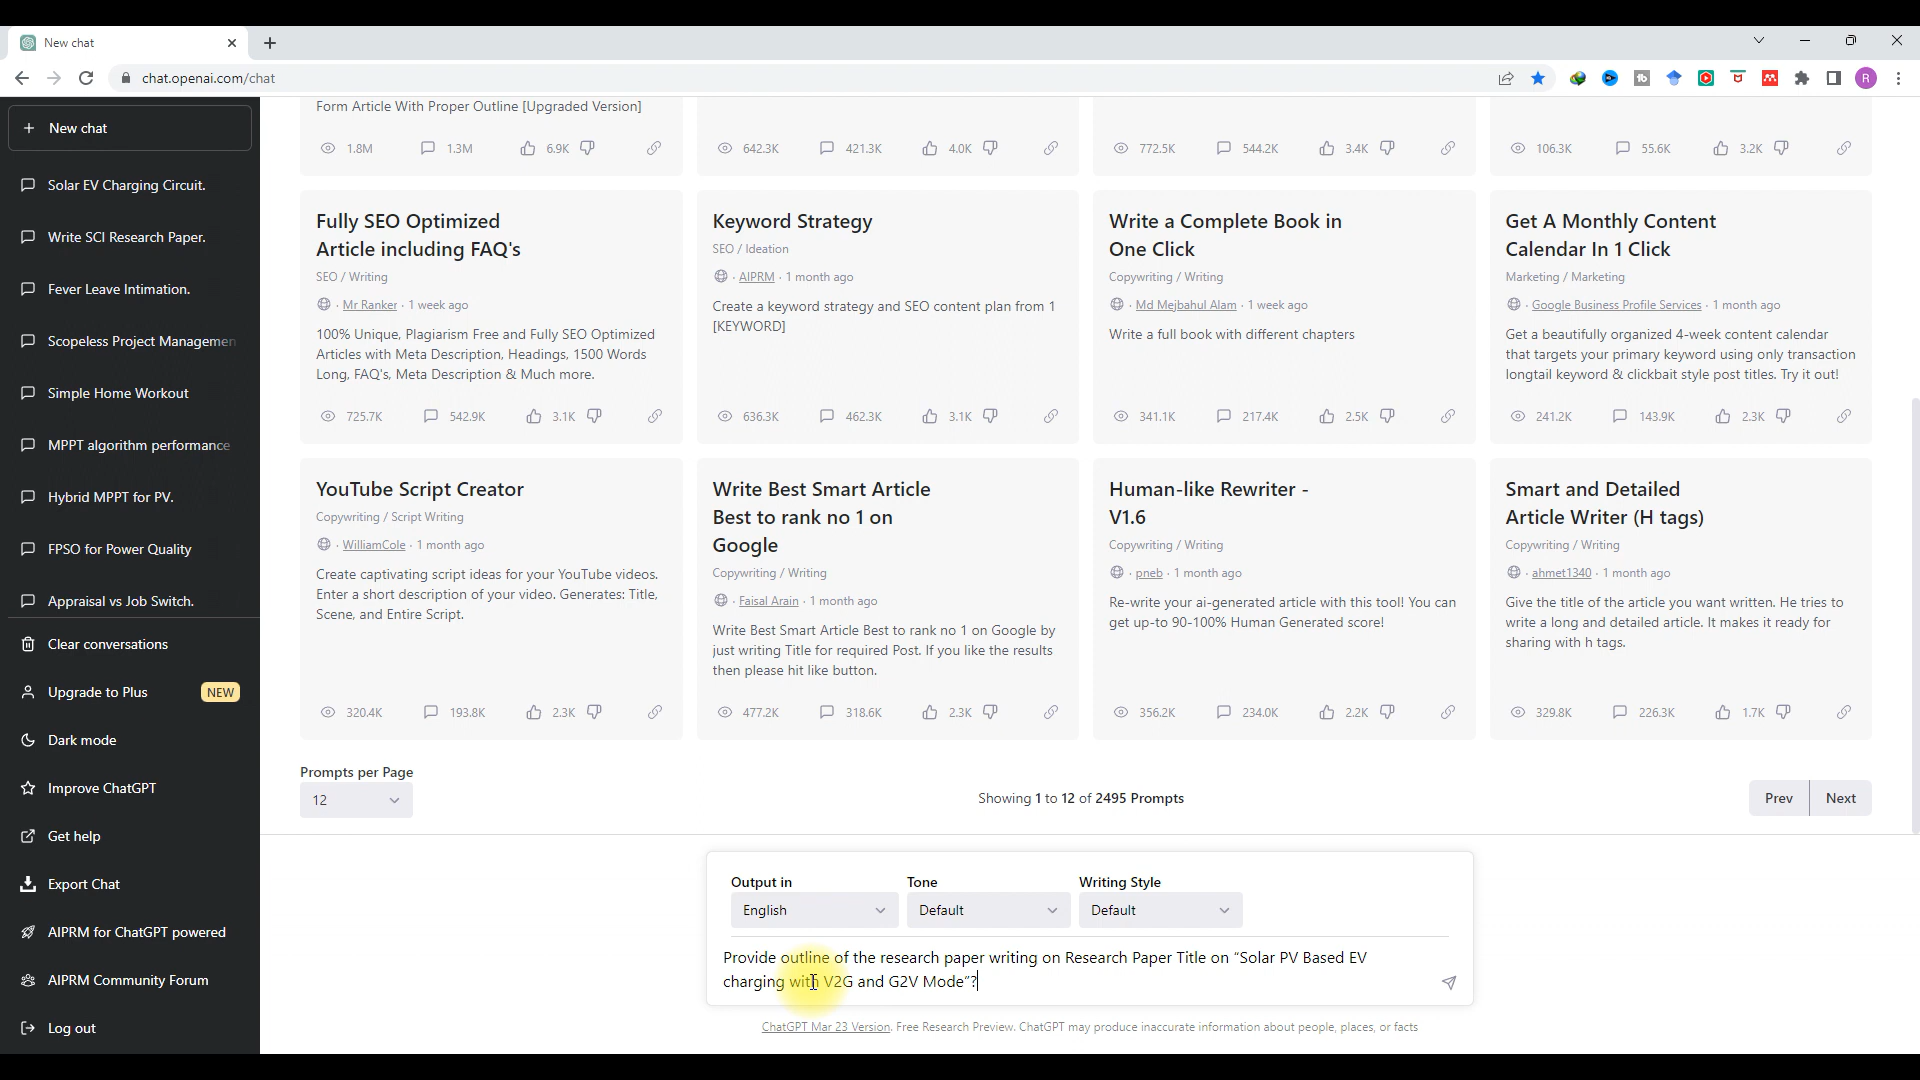 New chat
chat.openai.com/chat
R
New chat
Solar EV Charging Circuit.
Write SCI Research Paper.
Fever Leave Intimation.
Scopeless Project Managemen
Simple Home Workout
MPPT algorithm performance
Hybrid MPPT for PV.
FPSO for Power Quality
Appraisal vs Job Switch.
Clear conversations
Upgrade to Plus NEW
Dark mode
Improve ChatGPT
Get help
Export Chat
AIPRM for ChatGPT powered
AIPRM Community Forum
Log out
Form Article With Proper Outline [Upgraded Version]
1.8M 1.3M 6.9K
642.3K 421.3K 4.0K
772.5K 544.2K 3.4K
106.3K 55.6K 3.2K
Fully SEO Optimized
Article including FAQ's
SEO / Writing
· Mr Ranker · 1 week ago
100% Unique, Plagiarism Free and Fully SEO Optimized
Articles with Meta Description, Headings, 1500 Words
Long, FAQ's, Meta Description & Much more.
725.7K 542.9K 3.1K
Keyword Strategy
SEO / Ideation
· AIPRM · 1 month ago
Create a keyword strategy and SEO content plan from 1
[KEYWORD]
636.3K 462.3K 3.1K
Write a Complete Book in
One Click
Copywriting / Writing
· Md Mejbahul Alam · 1 week ago
Write a full book with different chapters
341.1K 217.4K 2.5K
Get A Monthly Content
Calendar In 1 Click
Marketing / Marketing
· Google Business Profile Services · 1 month ago
Get a beautifully organized 4-week content calendar
that targets your primary keyword using only transaction
longtail keyword & clickbait style post titles. Try it out!
241.2K 143.9K 2.3K
YouTube Script Creator
Copywriting / Script Writing
· WilliamCole · 1 month ago
Create captivating script ideas for your YouTube videos.
Enter a short description of your video. Generates: Title,
Scene, and Entire Script.
320.4K 193.8K 2.3K
Write Best Smart Article
Best to rank no 1 on
Google
Copywriting / Writing
· Faisal Arain · 1 month ago
Write Best Smart Article Best to rank no 1 on Google by
just writing Title for required Post. If you like the results
then please hit like button.
477.2K 318.6K 2.3K
Human-like Rewriter -
V1.6
Copywriting / Writing
· pneb · 1 month ago
Re-write your ai-generated article with this tool! You can
get up-to 90-100% Human Generated score!
356.2K 234.0K 2.2K
Smart and Detailed
Article Writer (H tags)
Copywriting / Writing
· ahmet1340 · 1 month ago
Give the title of the article you want written. He tries to
write a long and detailed article. It makes it ready for
sharing with h tags.
329.8K 226.3K 1.7K
Prompts per Page
12
Showing 1 to 12 of 2495 Prompts
Prev Next
Output in Tone Writing Style
English Default Default
Provide outline of the research paper writing on Research Paper Title on “Solar PV Based EV
charging with V2G and G2V Mode”?
ChatGPT Mar 23 Version. Free Research Preview. ChatGPT may produce inaccurate information about people, places, or facts